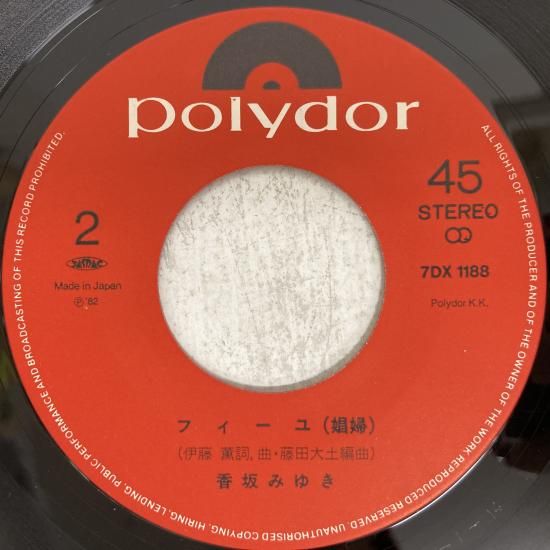 polydor
45
STEREO
7DX 1188
Polydor K.K.
2
JASRAC
Made in Japan
Ⓟ '82
フィーユ(娼婦)
(伊藤 薫詞,曲・藤田大土編曲)
香坂みゆき
ALL RIGHTS OF THE PRODUCER AND OF THE OWNER OF THE WORK REPRODUCED RESERVED. UNAUTHORISED COPYING, HIRING, LENDING, PUBLIC PERFORMANCE AND BROADCASTING OF THIS RECORD PROHIBITED.